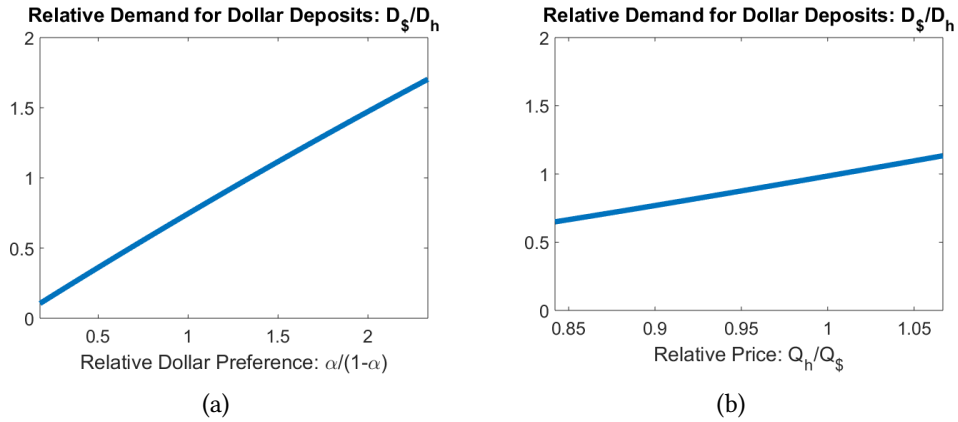 Relative Demand for Dollar Deposits: D$/Dh
2
1.5
1
0.5
0
0.5 1 1.5 2
Relative Dollar Preference: α/(1-α)
(a)
Relative Demand for Dollar Deposits: D$/Dh
2
1.5
1
0.5
0
0.85 0.9 0.95 1 1.05
Relative Price: Qh/Q$
(b)